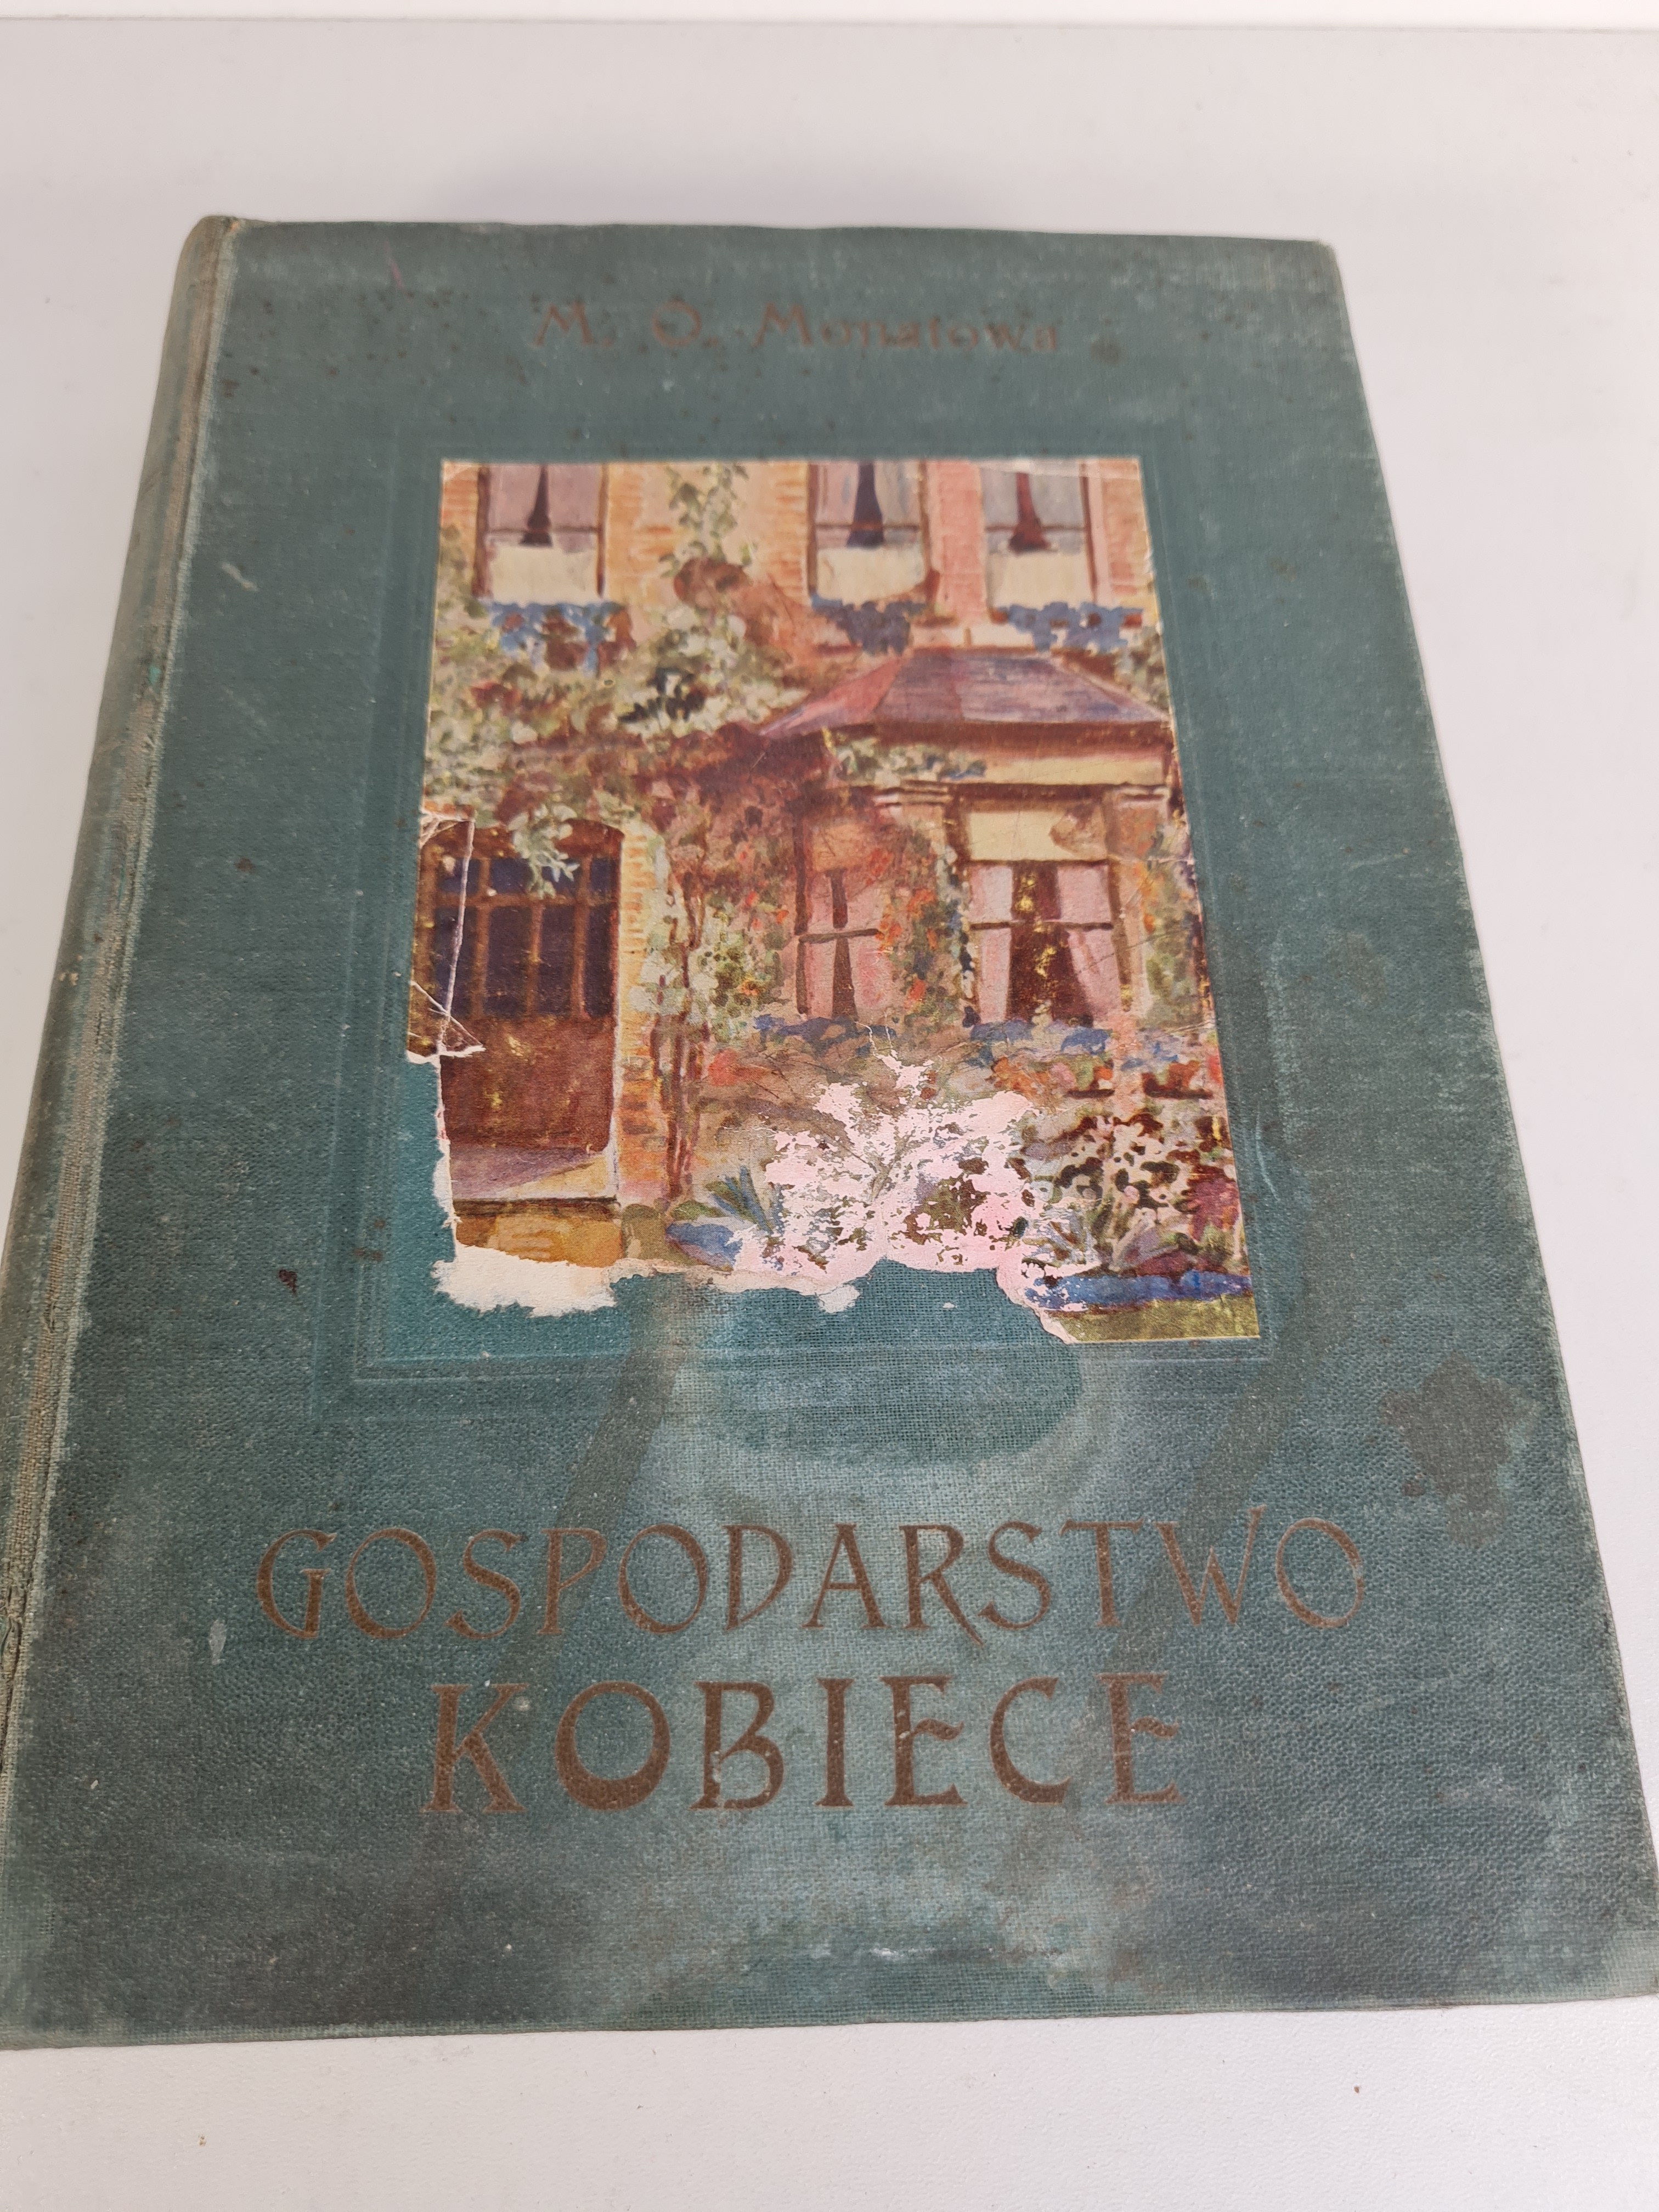 M. O. Monatowa
GOSPODARSTWO
KOBIECE